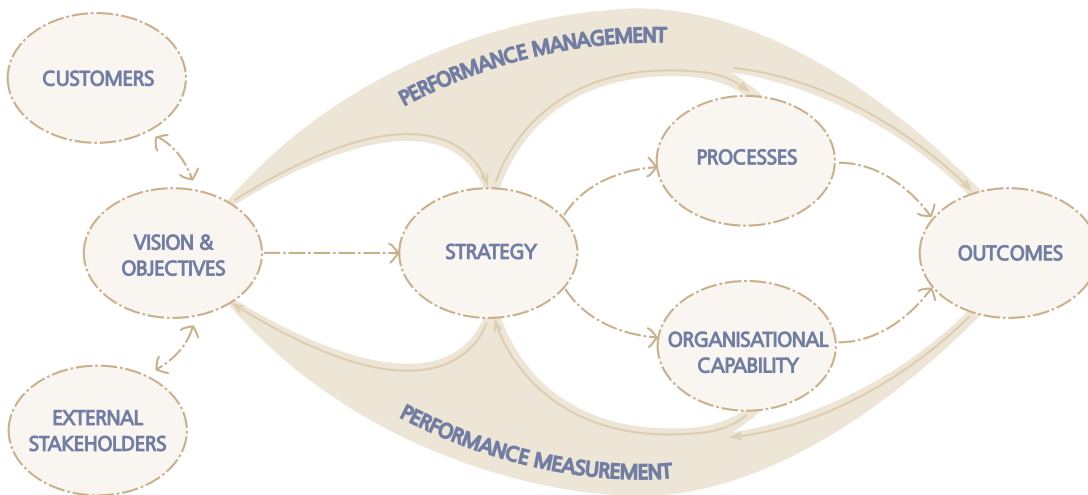 CUSTOMERS
PERFORMANCE MANAGEMENT
PROCESSES
VISION &
OBJECTIVES
STRATEGY
OUTCOMES
ORGANISATIONAL
CAPABILITY
EXTERNAL
STAKEHOLDERS
PERFORMANCE MEASUREMENT